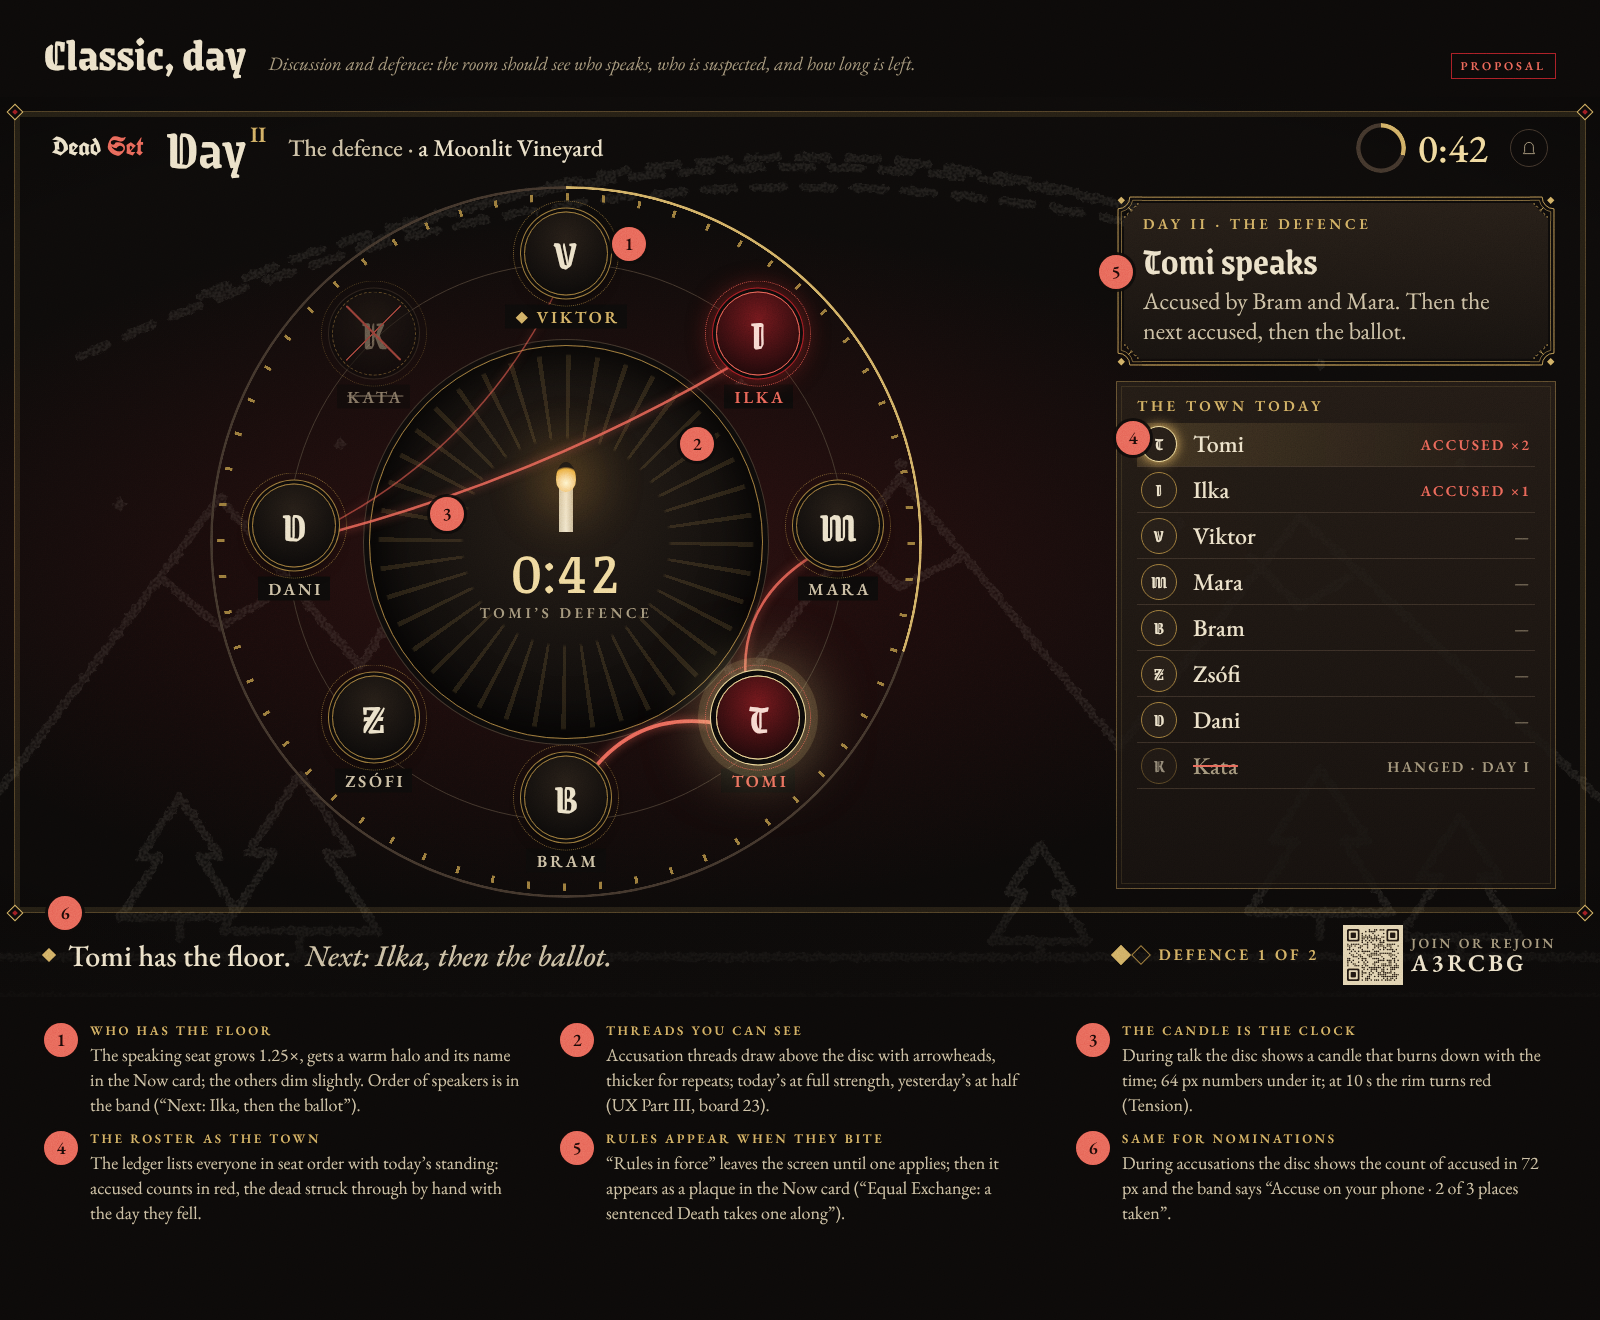 Classic, day
Discussion and defence: the room should see who speaks, who is suspected, and how long is left.
PROPOSAL
Dead Set
Day II
The defence · a Moonlit Vineyard
0:42
V
1
VIKTOR
K
KATA
I
ILKA
2
D
DANI
3
0:42
TOMI’S DEFENCE
M
MARA
Z
ZSÓFI
T
TOMI
B
BRAM
DAY II · THE DEFENCE
5
Tomi speaks
Accused by Bram and Mara. Then the
next accused, then the ballot.
THE TOWN TODAY
4
T Tomi ACCUSED ×2
I Ilka ACCUSED ×1
V Viktor –
M Mara –
B Bram –
Z Zsófi –
D Dani –
K Kata HANGED · DAY I
6
Tomi has the floor. Next: Ilka, then the ballot.
DEFENCE 1 OF 2
JOIN OR REJOIN
A3RCBG
1 WHO HAS THE FLOOR
The speaking seat grows 1.25×, gets a warm halo and its name
in the Now card; the others dim slightly. Order of speakers is in
the band (“Next: Ilka, then the ballot”).
2 THREADS YOU CAN SEE
Accusation threads draw above the disc with arrowheads,
thicker for repeats; today’s at full strength, yesterday’s at half
(UX Part III, board 23).
3 THE CANDLE IS THE CLOCK
During talk the disc shows a candle that burns down with the
time; 64 px numbers under it; at 10 s the rim turns red
(Tension).
4 THE ROSTER AS THE TOWN
The ledger lists everyone in seat order with today’s standing:
accused counts in red, the dead struck through by hand with
the day they fell.
5 RULES APPEAR WHEN THEY BITE
“Rules in force” leaves the screen until one applies; then it
appears as a plaque in the Now card (“Equal Exchange: a
sentenced Death takes one along”).
6 SAME FOR NOMINATIONS
During accusations the disc shows the count of accused in 72
px and the band says “Accuse on your phone · 2 of 3 places
taken”.